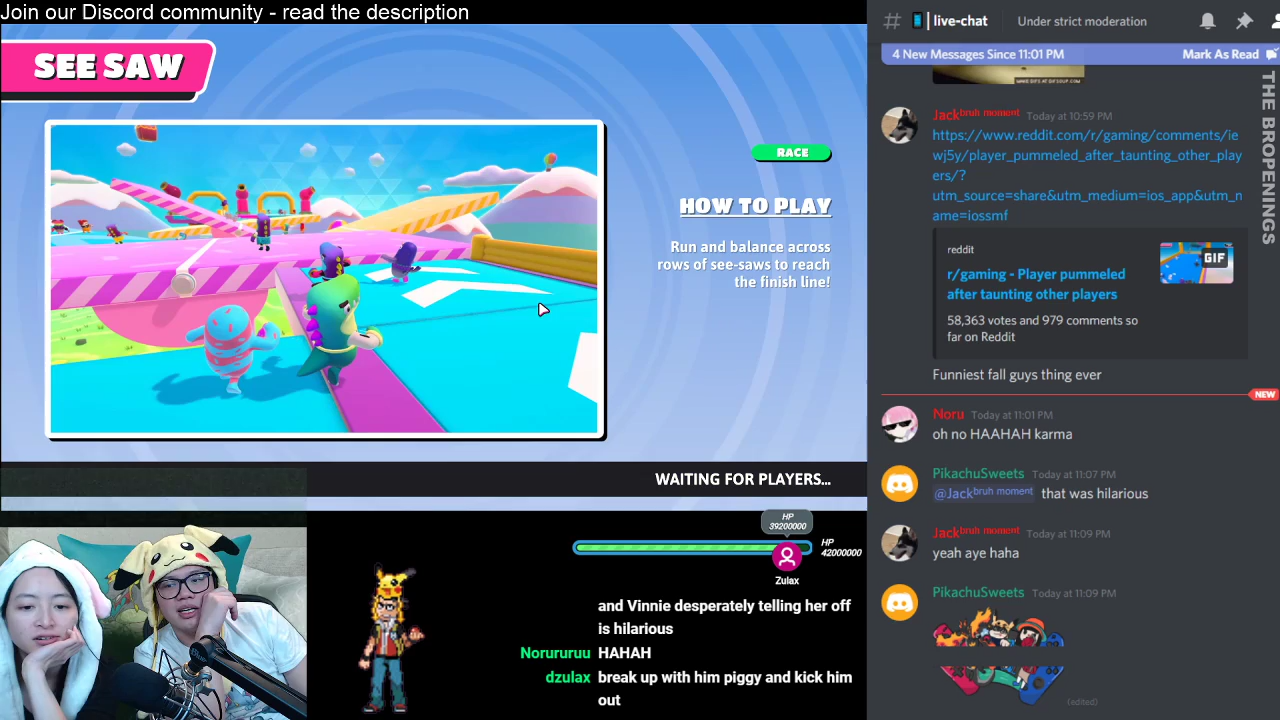 Join our Discord community - read the description
SEE SAW
RACE
HOW TO PLAY
Run and balance across
rows of see-saws to reach
the finish line!
WAITING FOR PLAYERS...
HP
39200000
HP
42000000
Zulax
and Vinnie desperately telling her off
is hilarious
Norururuu HAHAH
dzulax break up with him piggy and kick him
out
# | live-chat Under strict moderation
4 New Messages Since 11:01 PM Mark As Read
Jack bruh moment Today at 10:59 PM
https://www.reddit.com/r/gaming/comments/ie
wj5y/player_pummeled_after_taunting_other_play
ers/?
utm_source=share&utm_medium=ios_app&utm_n
ame=iossmf
reddit
r/gaming - Player pummeled
after taunting other players
GIF
58,363 votes and 979 comments so
far on Reddit
Funniest fall guys thing ever
NEW
Noru Today at 11:01 PM
oh no HAAHAH karma
PikachuSweets Today at 11:07 PM
@Jack bruh moment that was hilarious
Jack bruh moment Today at 11:09 PM
yeah aye haha
PikachuSweets Today at 11:09 PM
(edited)
THE BROPENINGS